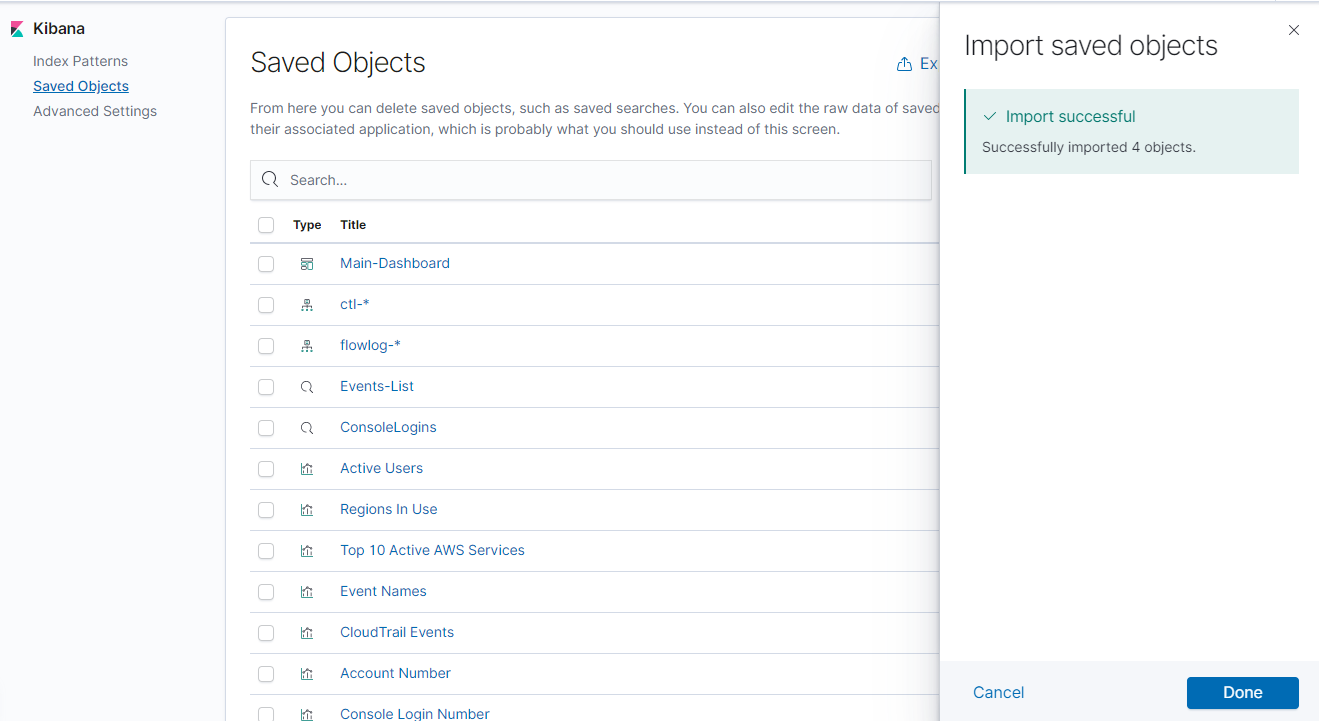 Kibana
Index Patterns
Saved Objects
Advanced Settings
Saved Objects
Ex
From here you can delete saved objects, such as saved searches. You can also edit the raw data of saved
their associated application, which is probably what you should use instead of this screen.
Search...
Type Title
Main-Dashboard
ctl-*
flowlog-*
Events-List
ConsoleLogins
Active Users
Regions In Use
Top 10 Active AWS Services
Event Names
CloudTrail Events
Account Number
Console Login Number
Import saved objects
Import successful
Successfully imported 4 objects.
Cancel
Done